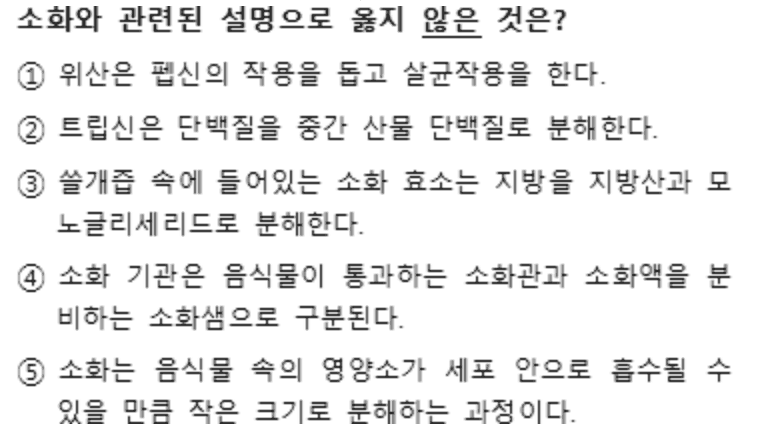 소화와 관련된 설명으로 옳지 않은 것은?
① 위산은 펩신의 작용을 돕고 살균작용을 한다.
② 트립신은 단백질을 중간 산물 단백질로 분해한다.
③ 쓸개즙 속에 들어있는 소화 효소는 지방을 지방산과 모
노글리세리드로 분해한다.
④ 소화 기관은 음식물이 통과하는 소화관과 소화액을 분
비하는 소화샘으로 구분된다.
⑤ 소화는 음식물 속의 영양소가 세포 안으로 흡수될 수
있을 만큼 작은 크기로 분해하는 과정이다.